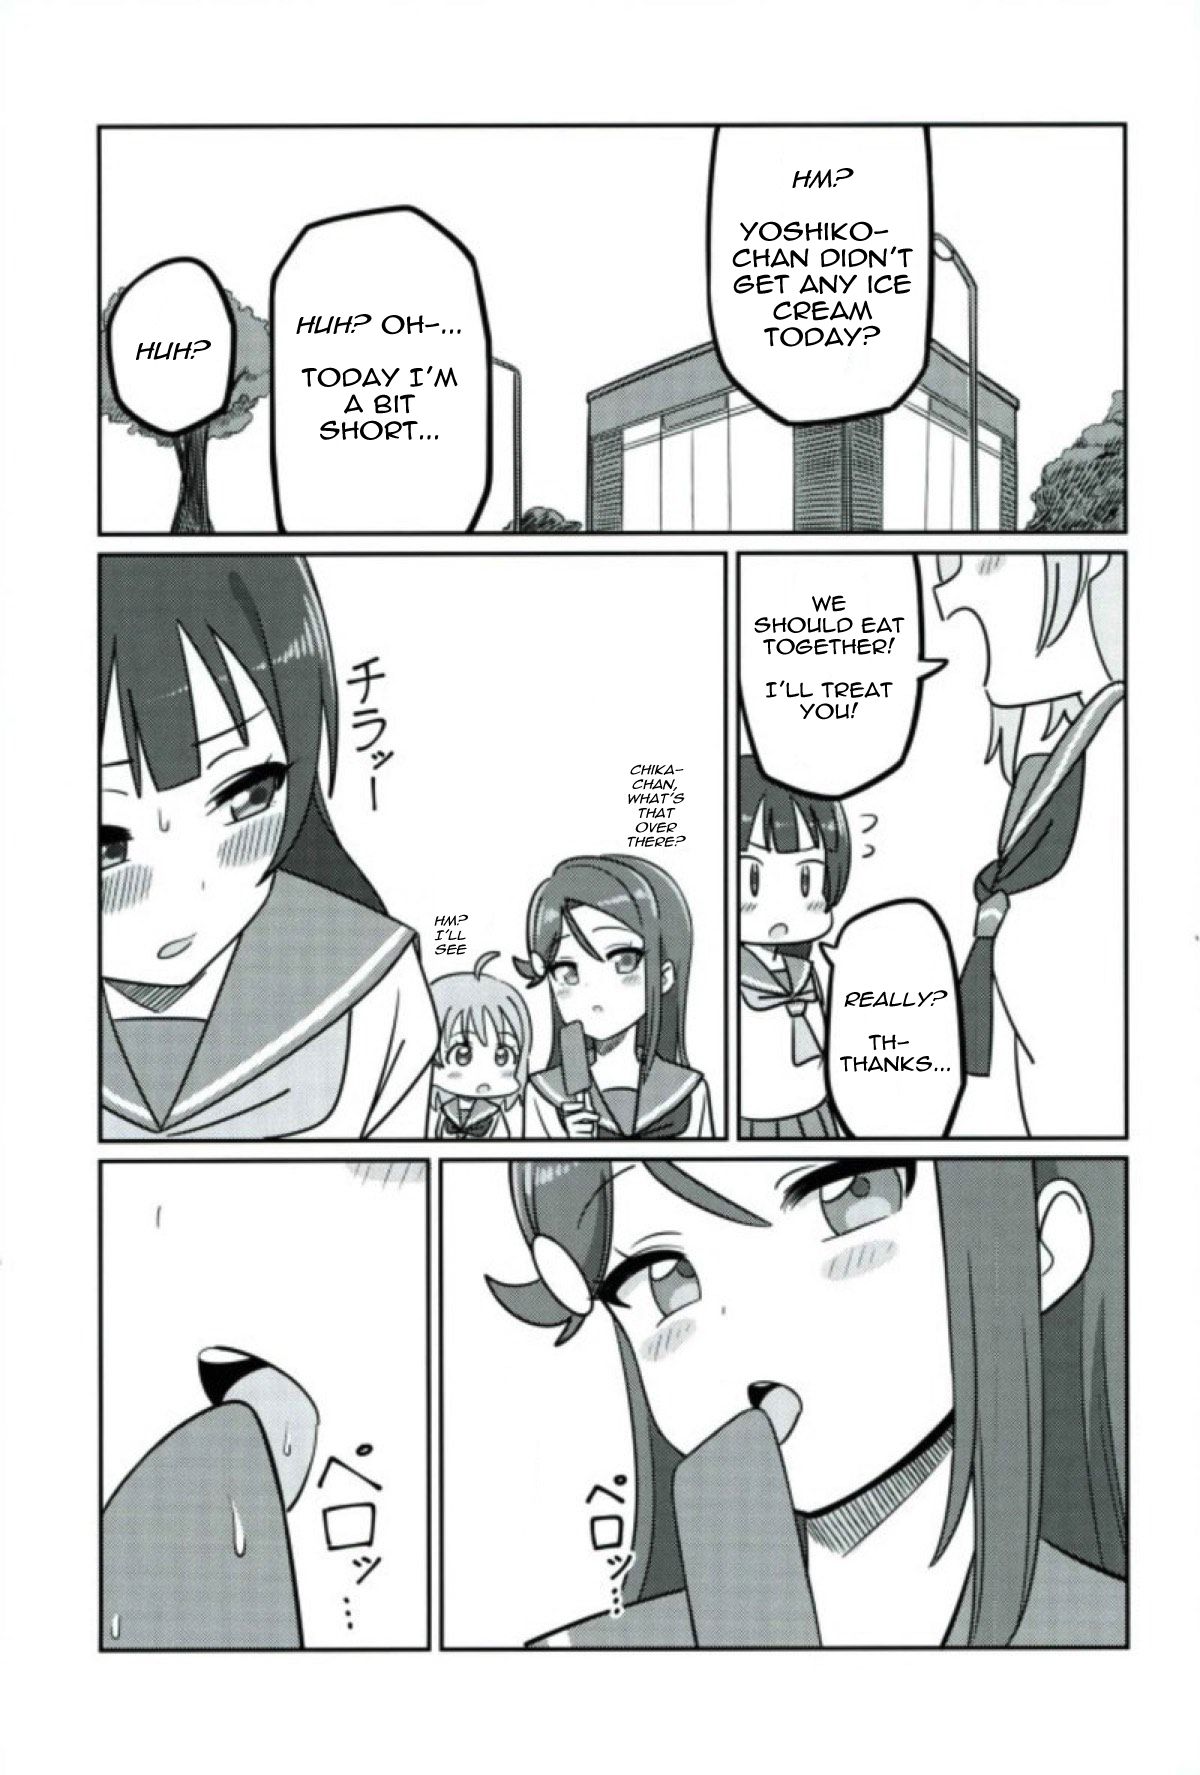 HM?
YOSHIKO-
CHAN DIDN'T
GET ANY ICE
CREAM
TODAY?
HUH? OH-...
TODAY I'M
A BIT
SHORT...
HUH?
WE
SHOULD EAT
TOGETHER!
I'LL TREAT
YOU!
REALLY?
TH-
THANKS...
CHIKA-
CHAN,
WHAT'S
THAT
OVER
THERE?
HM?
I'LL
SEE
チラッー
ペロッ…
ペロッ…